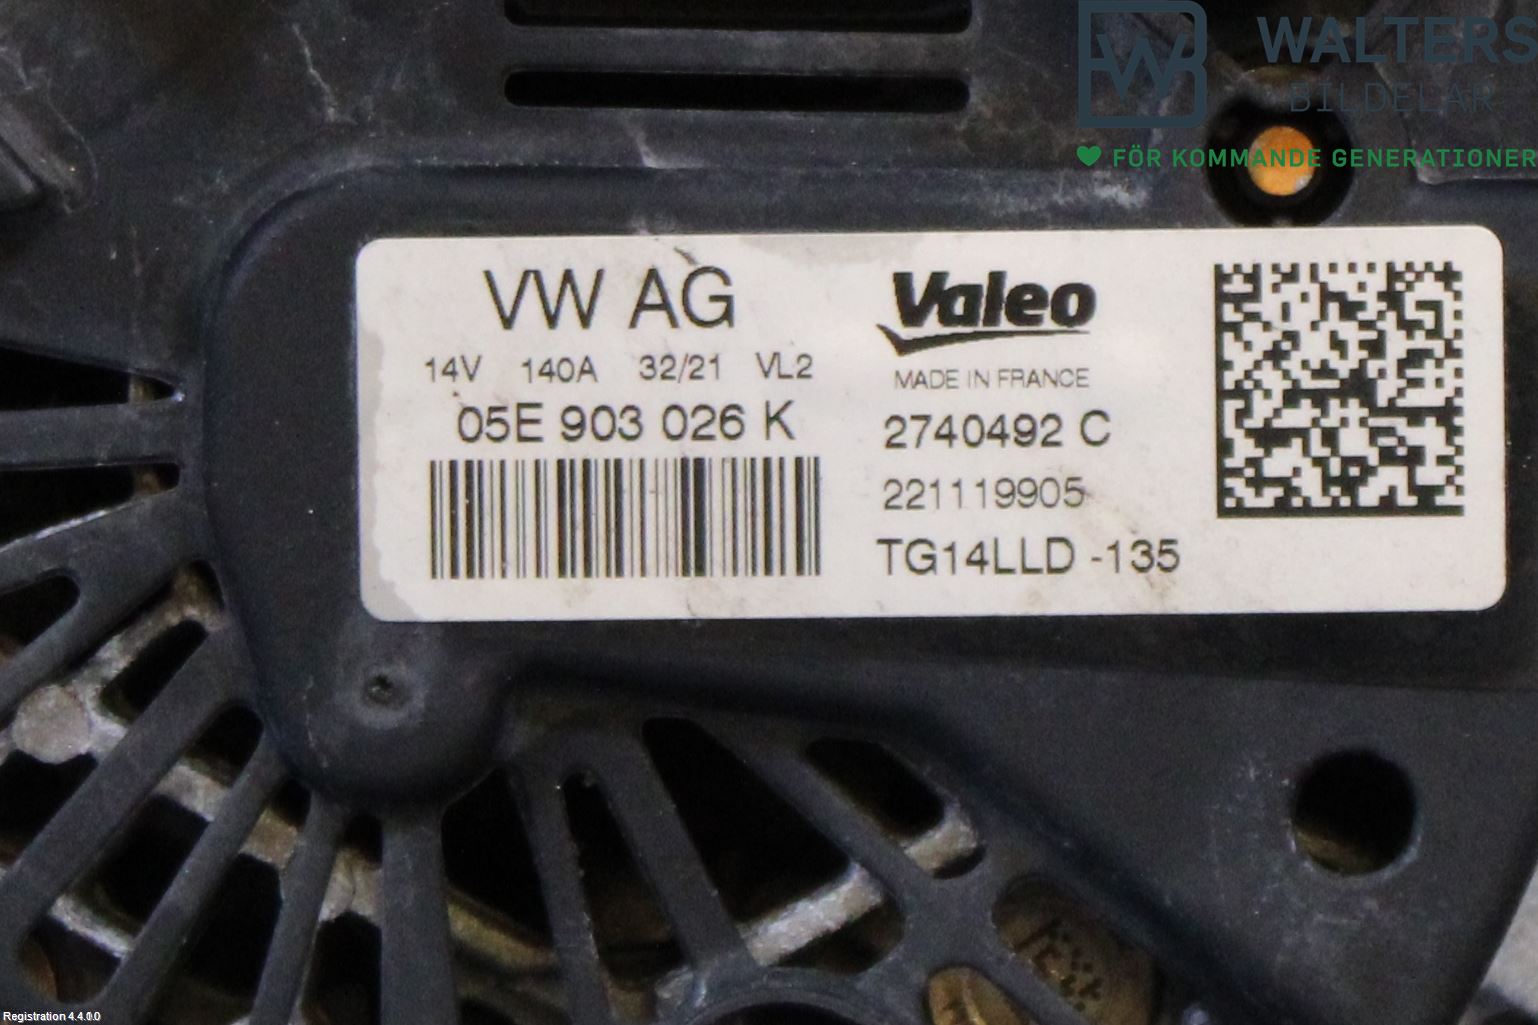 WALTERS
BILDELAR
FÖR KOMMANDE GENERATIONER
VW AG
14V 140A 32/21 VL2
05E 903 026 K
Valeo
MADE IN FRANCE
2740492 C
221119905
TG14LLD -135
Registration 4.4.0.0